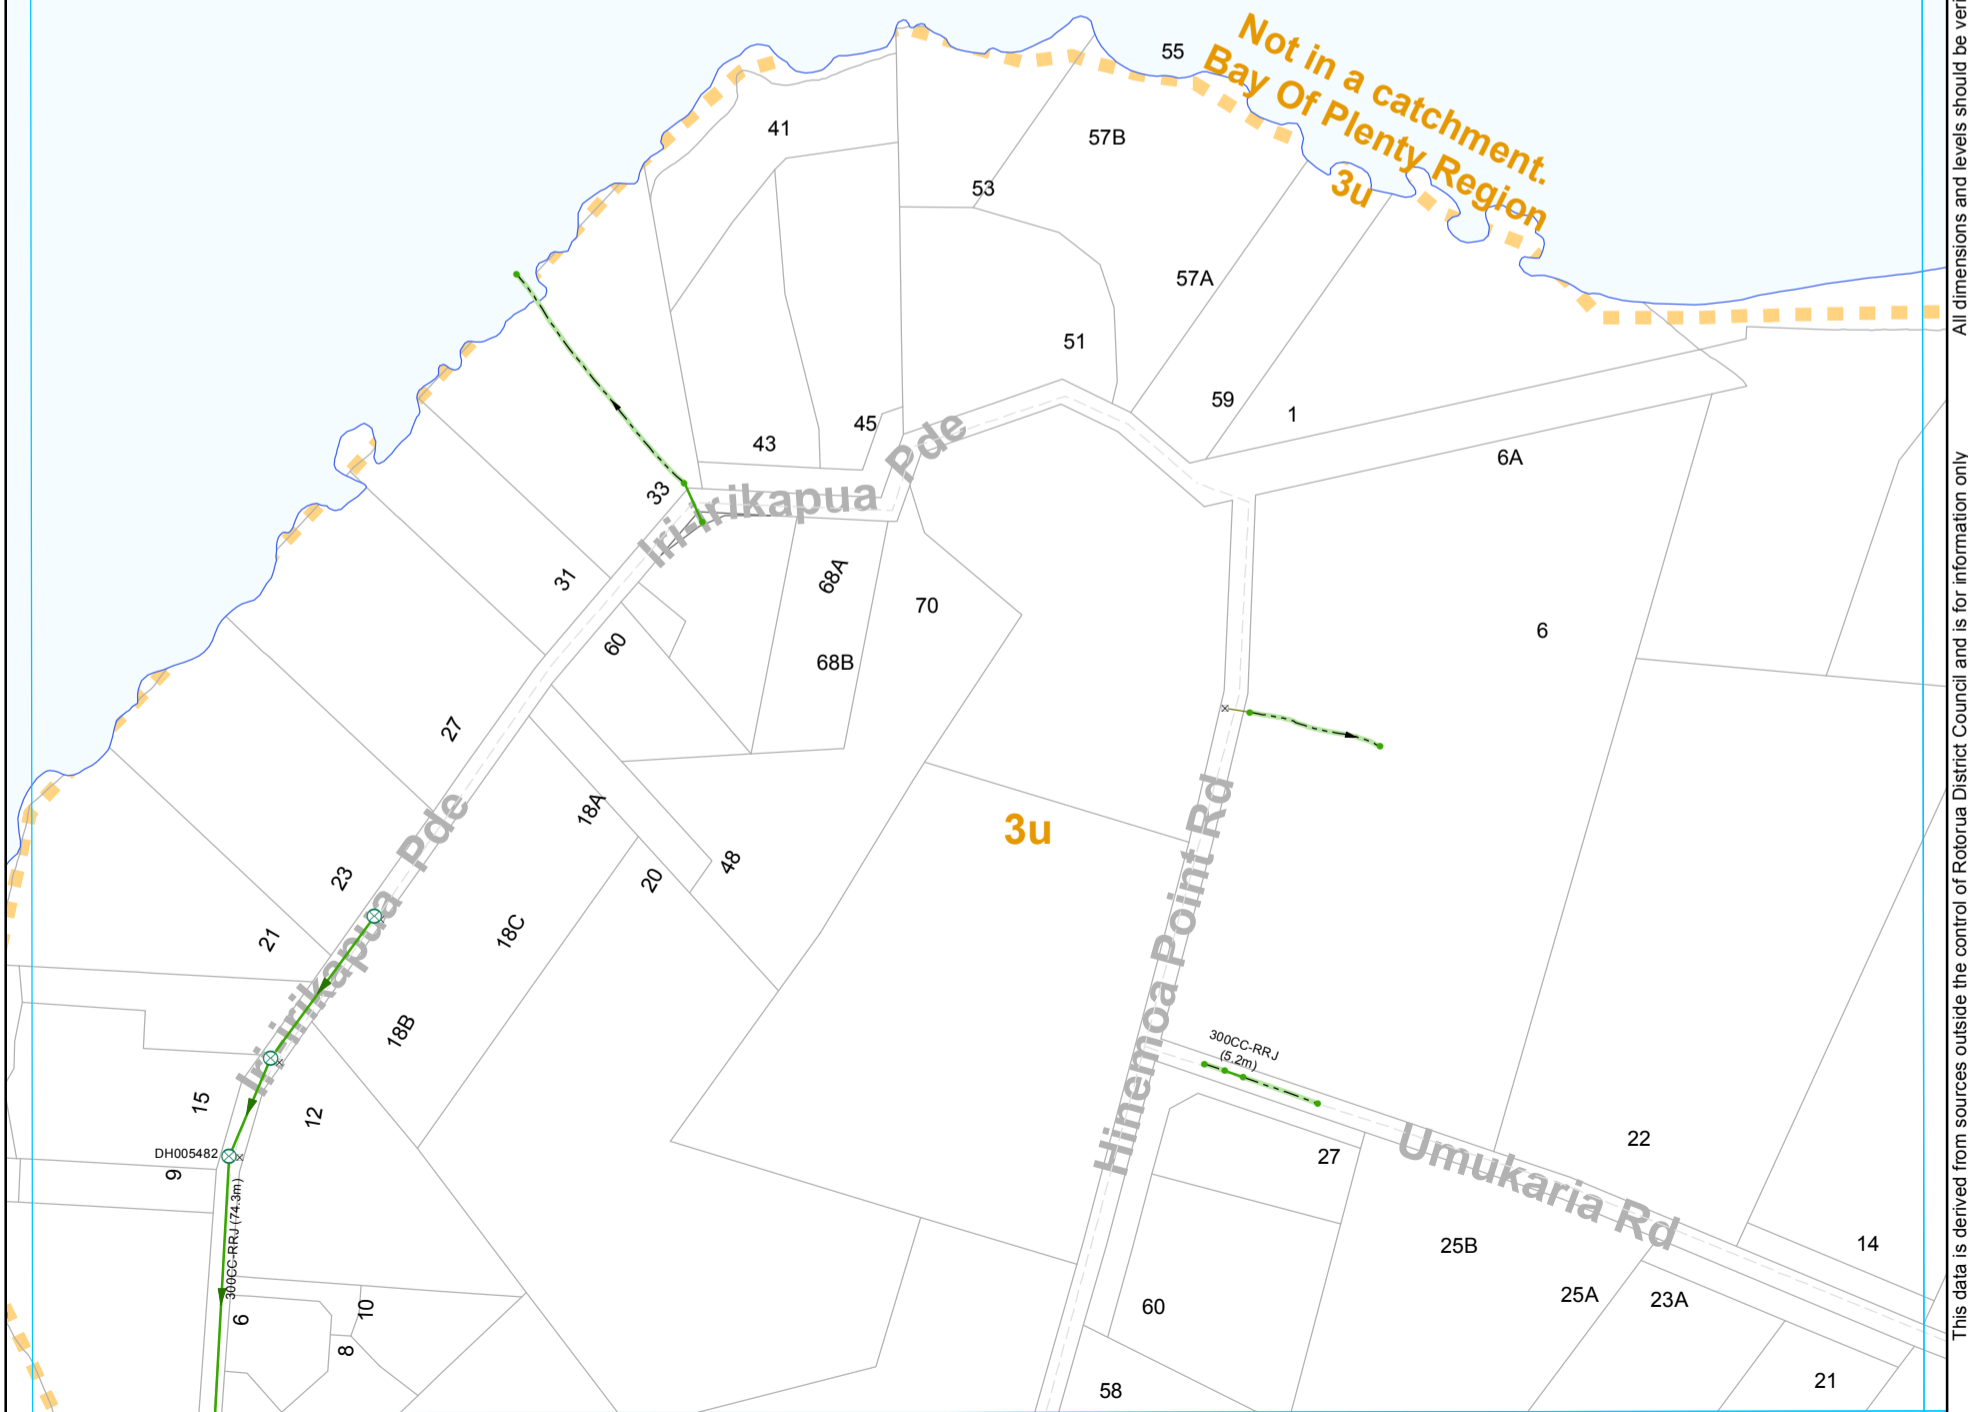 55
Not in a catchment.
Bay Of Plenty Region
3u
41
57B
53
57A
51
59
1
45
43
6A
Iri-irikapua Pde
33
31
68A
70
60
68B
6
27
18A
3u
48
20
23
Iri-irikapua Pde
21
18C
18B
Hinemoa Point Rd
300CC-RRJ
(5.2m)
15
12
DH005482
9
27
Umukaria Rd
22
300CC-RRJ (74.3m)
25B
14
60
25A
23A
6
10
8
58
21
All dimensions and levels should be veri
This data is derived from sources outside the control of Rotorua District Council and is for information only